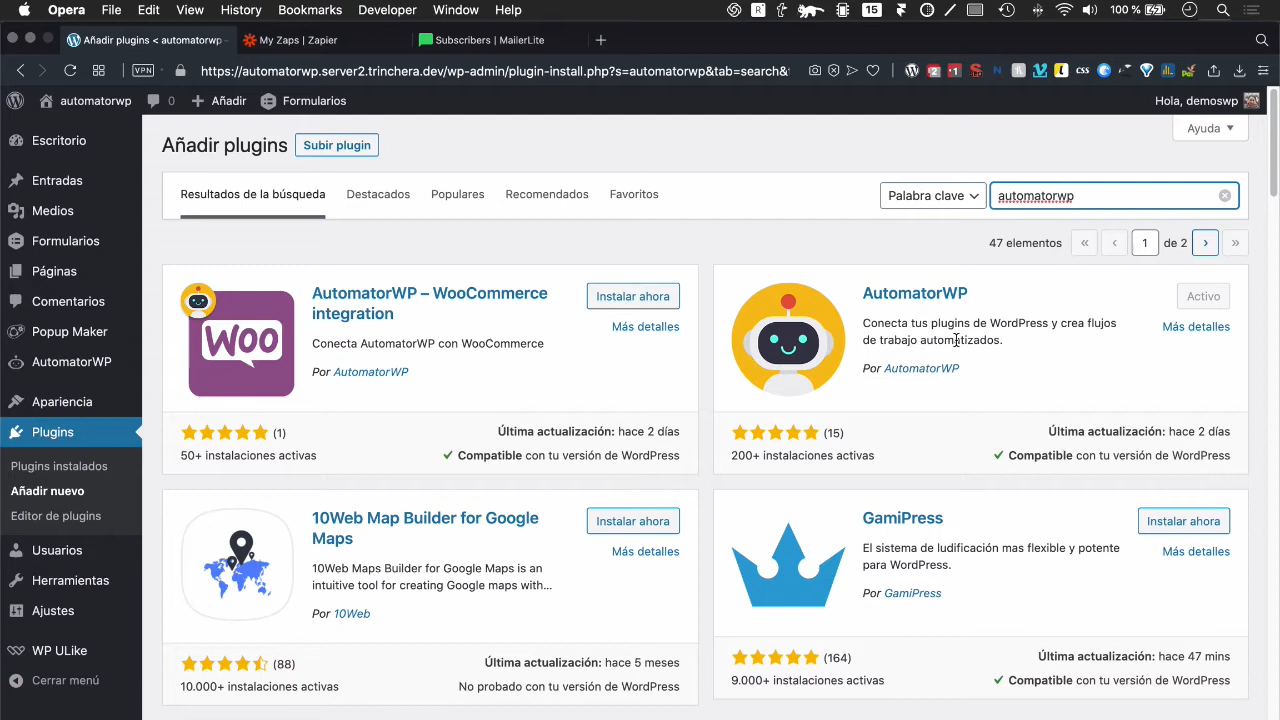 Opera File Edit View History Bookmarks Developer Window Help 15 100 %
Añadir plugins < automatorwp
My Zaps | Zapier
Subscribers | MailerLite
VPN https://automatorwp.server2.trinchera.dev/wp-admin/plugin-install.php?s=automatorwp&tab=search&t
automatorwp 0 Añadir Formularios Hola, demoswp
Escritorio
Entradas
Medios
Formularios
Páginas
Comentarios
Popup Maker
AutomatorWP
Apariencia
Plugins
Plugins instalados
Añadir nuevo
Editor de plugins
Usuarios
Herramientas
Ajustes
WP ULike
Cerrar menú
Ayuda
Añadir plugins Subir plugin
Resultados de la búsqueda Destacados Populares Recomendados Favoritos Palabra clave automatorwp
47 elementos « ‹ 1 de 2 › »
AutomatorWP – WooCommerce
integration
Instalar ahora
Más detalles
WOO
Conecta AutomatorWP con WooCommerce
Por AutomatorWP
(1)
Última actualización: hace 2 días
50+ instalaciones activas
Compatible con tu versión de WordPress
AutomatorWP
Activo
Más detalles
Conecta tus plugins de WordPress y crea flujos
de trabajo automatizados.
Por AutomatorWP
(15)
Última actualización: hace 2 días
200+ instalaciones activas
Compatible con tu versión de WordPress
10Web Map Builder for Google
Maps
Instalar ahora
Más detalles
10Web Maps Builder for Google Maps is an
intuitive tool for creating Google maps with...
Por 10Web
(88)
Última actualización: hace 5 meses
10.000+ instalaciones activas
No probado con tu versión de WordPress
GamiPress
Instalar ahora
Más detalles
El sistema de ludificación mas flexible y potente
para WordPress.
Por GamiPress
(164)
Última actualización: hace 47 mins
9.000+ instalaciones activas
Compatible con tu versión de WordPress